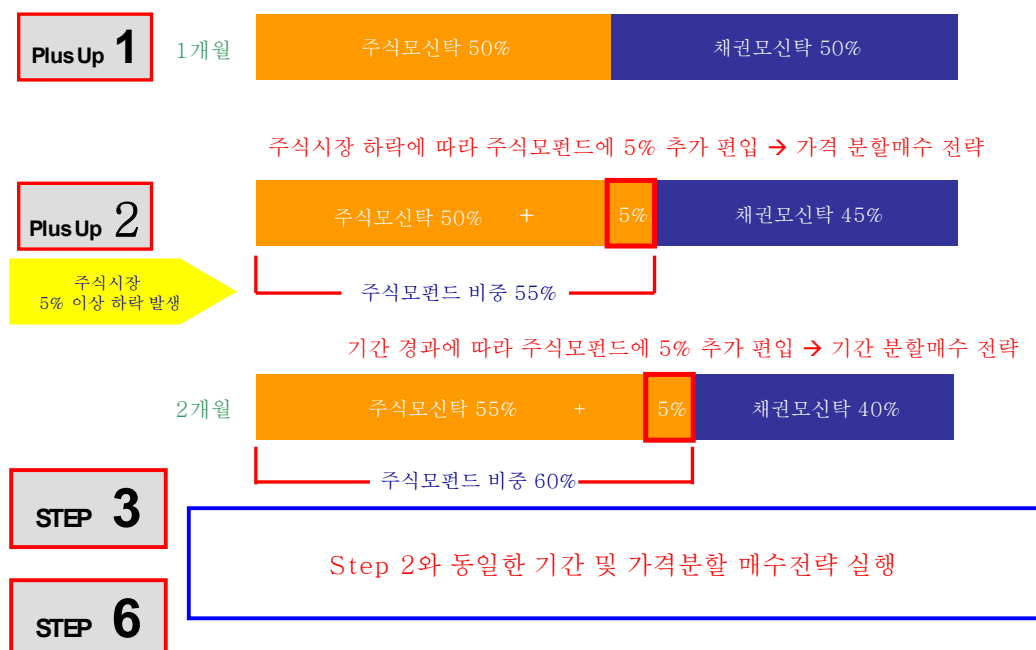 Plus Up 1
1개월
주식모신탁 50%
채권모신탁 50%
주식시장 하락에 따라 주식모펀드에 5% 추가 편입 → 가격 분할매수 전략
Plus Up 2
주식모신탁 50% + 5%
채권모신탁 45%
주식시장
5% 이상 하락 발생
주식모펀드 비중 55%
기간 경과에 따라 주식모펀드에 5% 추가 편입 → 기간 분할매수 전략
2개월
주식모신탁 55% + 5%
채권모신탁 40%
주식모펀드 비중 60%
STEP 3
Step 2와 동일한 기간 및 가격분할 매수전략 실행
STEP 6